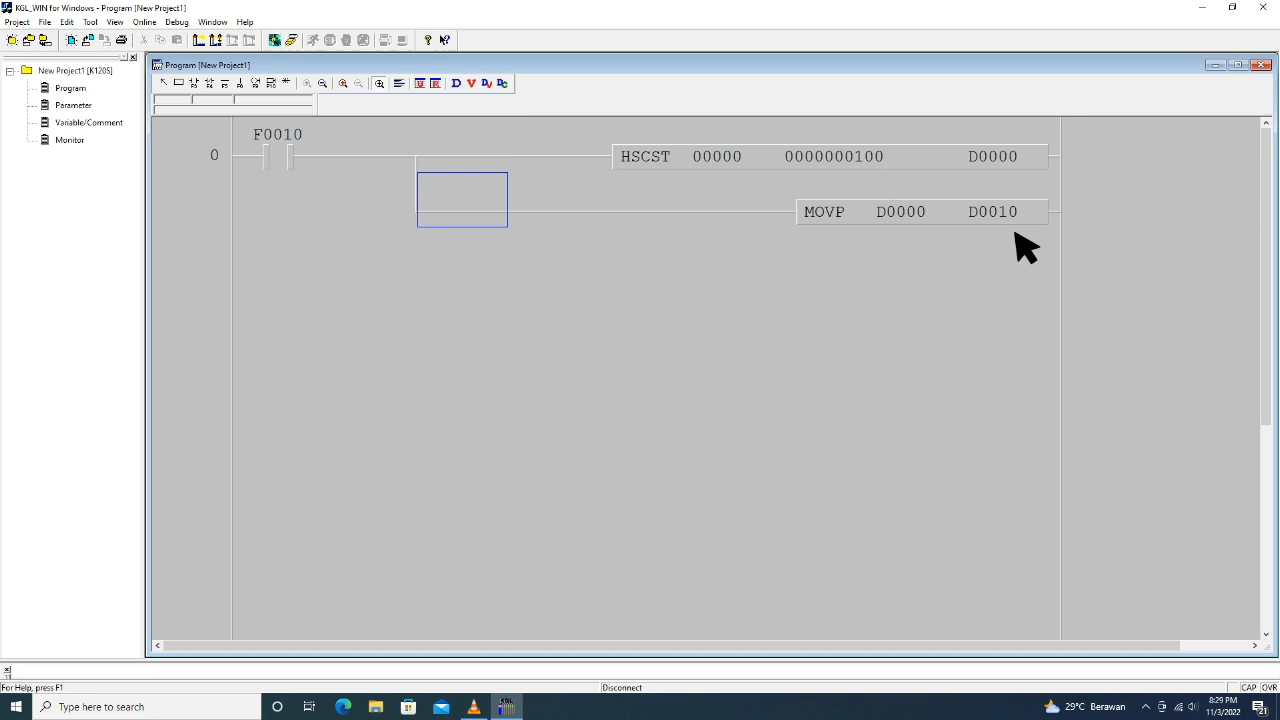 KGL_WIN for Windows - Program [New Project1]
Project File Edit Tool View Online Debug Window Help
New Project1 [K120S]
Program
Parameter
Variable/Comment
Monitor
Program [New Project1]
F0010
0 HSCST 00000 0000000100 D0000
MOVP D0000 D0010
For Help, press F1
Disconnect
CAP OVR
Type here to search
29°C Berawan
8:29 PM
11/3/2022